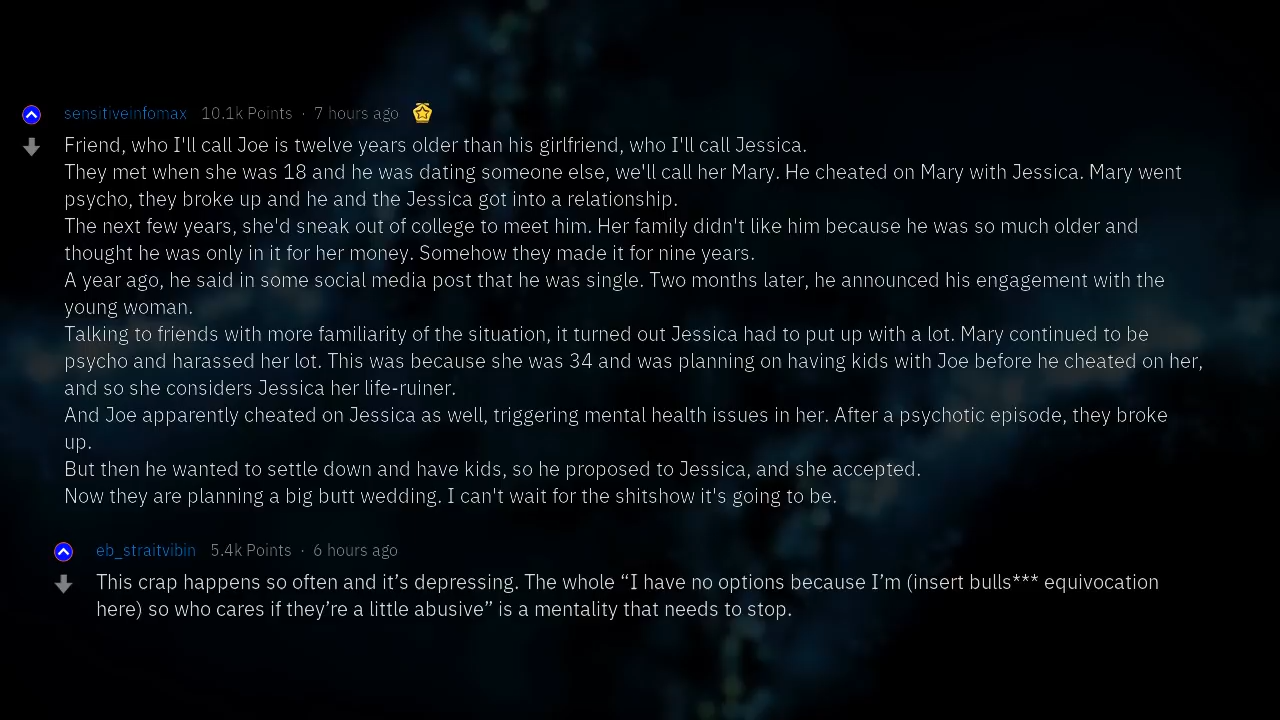 sensitiveinfomax 10.1k Points · 7 hours ago
Friend, who I'll call Joe is twelve years older than his girlfriend, who I'll call Jessica.
They met when she was 18 and he was dating someone else, we'll call her Mary. He cheated on Mary with Jessica. Mary went
psycho, they broke up and he and the Jessica got into a relationship.
The next few years, she'd sneak out of college to meet him. Her family didn't like him because he was so much older and
thought he was only in it for her money. Somehow they made it for nine years.
A year ago, he said in some social media post that he was single. Two months later, he announced his engagement with the
young woman.
Talking to friends with more familiarity of the situation, it turned out Jessica had to put up with a lot. Mary continued to be
psycho and harassed her lot. This was because she was 34 and was planning on having kids with Joe before he cheated on her,
and so she considers Jessica her life-ruiner.
And Joe apparently cheated on Jessica as well, triggering mental health issues in her. After a psychotic episode, they broke
up.
But then he wanted to settle down and have kids, so he proposed to Jessica, and she accepted.
Now they are planning a big butt wedding. I can't wait for the shitshow it's going to be.
eb_straitvibin 5.4k Points · 6 hours ago
This crap happens so often and it’s depressing. The whole “I have no options because I’m (insert bulls*** equivocation
here) so who cares if they’re a little abusive” is a mentality that needs to stop.